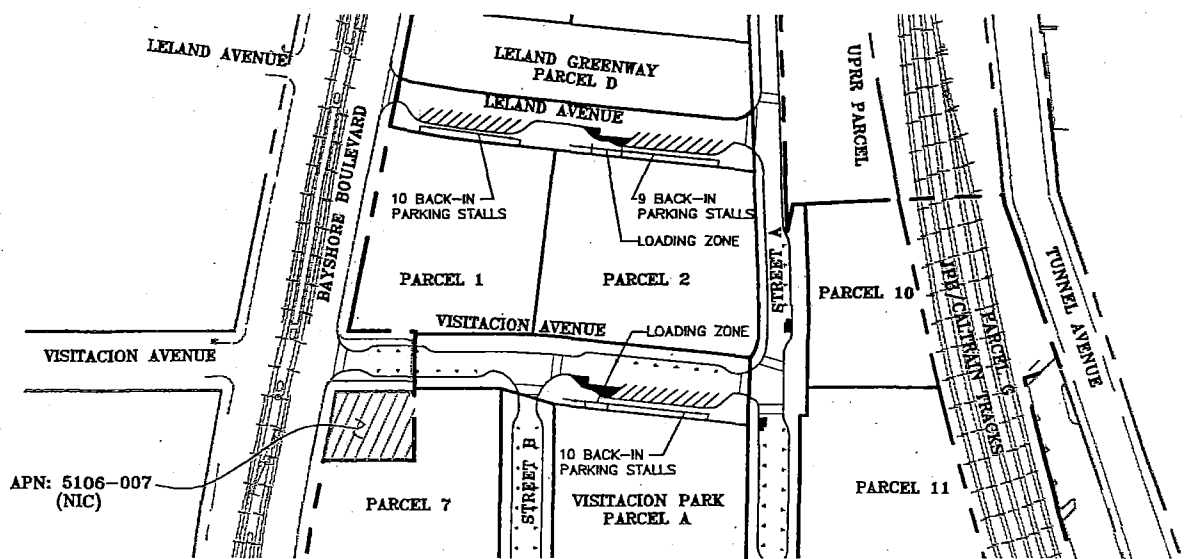 LELAND AVENUE
LELAND GREENWAY
PARCEL D
LELAND AVENUE
UPRR PARCEL
BAYSHORE BOULEVARD
10 BACK-IN
PARKING STALLS
9 BACK-IN
PARKING STALLS
LOADING ZONE
STREET A
PARCEL 1
PARCEL 2
PARCEL 10
TUNNEL AVENUE
PARCEL G
JPB/CALTRAIN TRACKS
VISITACION AVENUE
LOADING ZONE
VISITACION AVENUE
10 BACK-IN
PARKING STALLS
APN: 5106-007
(NIC)
PARCEL 7
STREET B
VISITACION PARK
PARCEL A
PARCEL 11